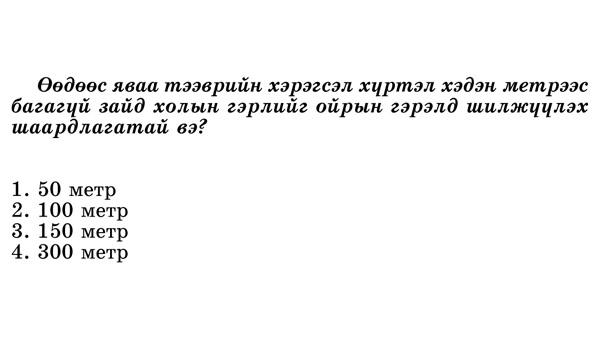 Өөдөөс яваа тээврийн хэрэгсэл хүртэл хэдэн метрээс
багагүй зайд холын гэрлийг ойрын гэрэлд шилжүүлэх
шаардлагатай вэ?
1. 50 метр
2. 100 метр
3. 150 метр
4. 300 метр